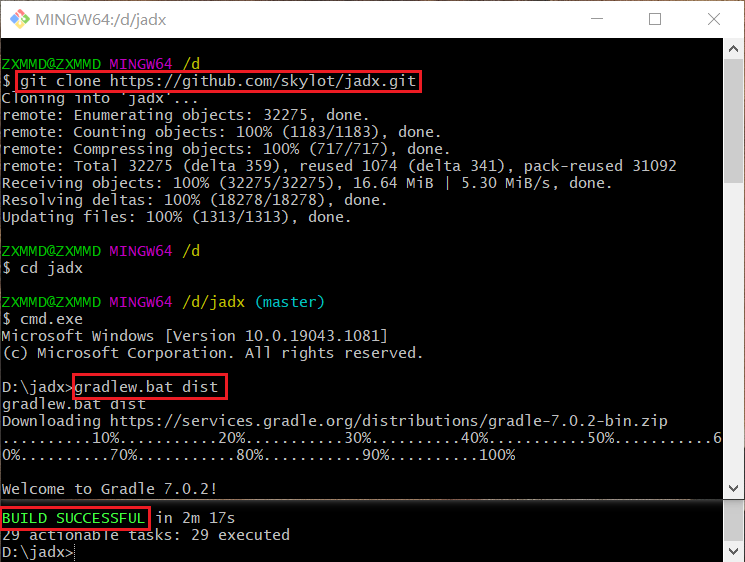 MINGW64:/d/jadx
ZXMMD@ZXMMD MINGW64 /d
$ git clone https://github.com/skylot/jadx.git
Cloning into 'jadx'...
remote: Enumerating objects: 32275, done.
remote: Counting objects: 100% (1183/1183), done.
remote: Compressing objects: 100% (717/717), done.
remote: Total 32275 (delta 359), reused 1074 (delta 341), pack-reused 31092
Receiving objects: 100% (32275/32275), 16.64 MiB | 5.30 MiB/s, done.
Resolving deltas: 100% (18278/18278), done.
Updating files: 100% (1313/1313), done.
ZXMMD@ZXMMD MINGW64 /d
$ cd jadx
ZXMMD@ZXMMD MINGW64 /d/jadx (master)
$ cmd.exe
Microsoft Windows [Version 10.0.19043.1081]
(c) Microsoft Corporation. All rights reserved.
D:\jadx>gradlew.bat dist
gradlew.bat dist
Downloading https://services.gradle.org/distributions/gradle-7.0.2-bin.zip
..........10%...........20%...........30%..........40%...........50%...........6
0%..........70%...........80%...........90%..........100%
Welcome to Gradle 7.0.2!
BUILD SUCCESSFUL in 2m 17s
29 actionable tasks: 29 executed
D:\jadx>